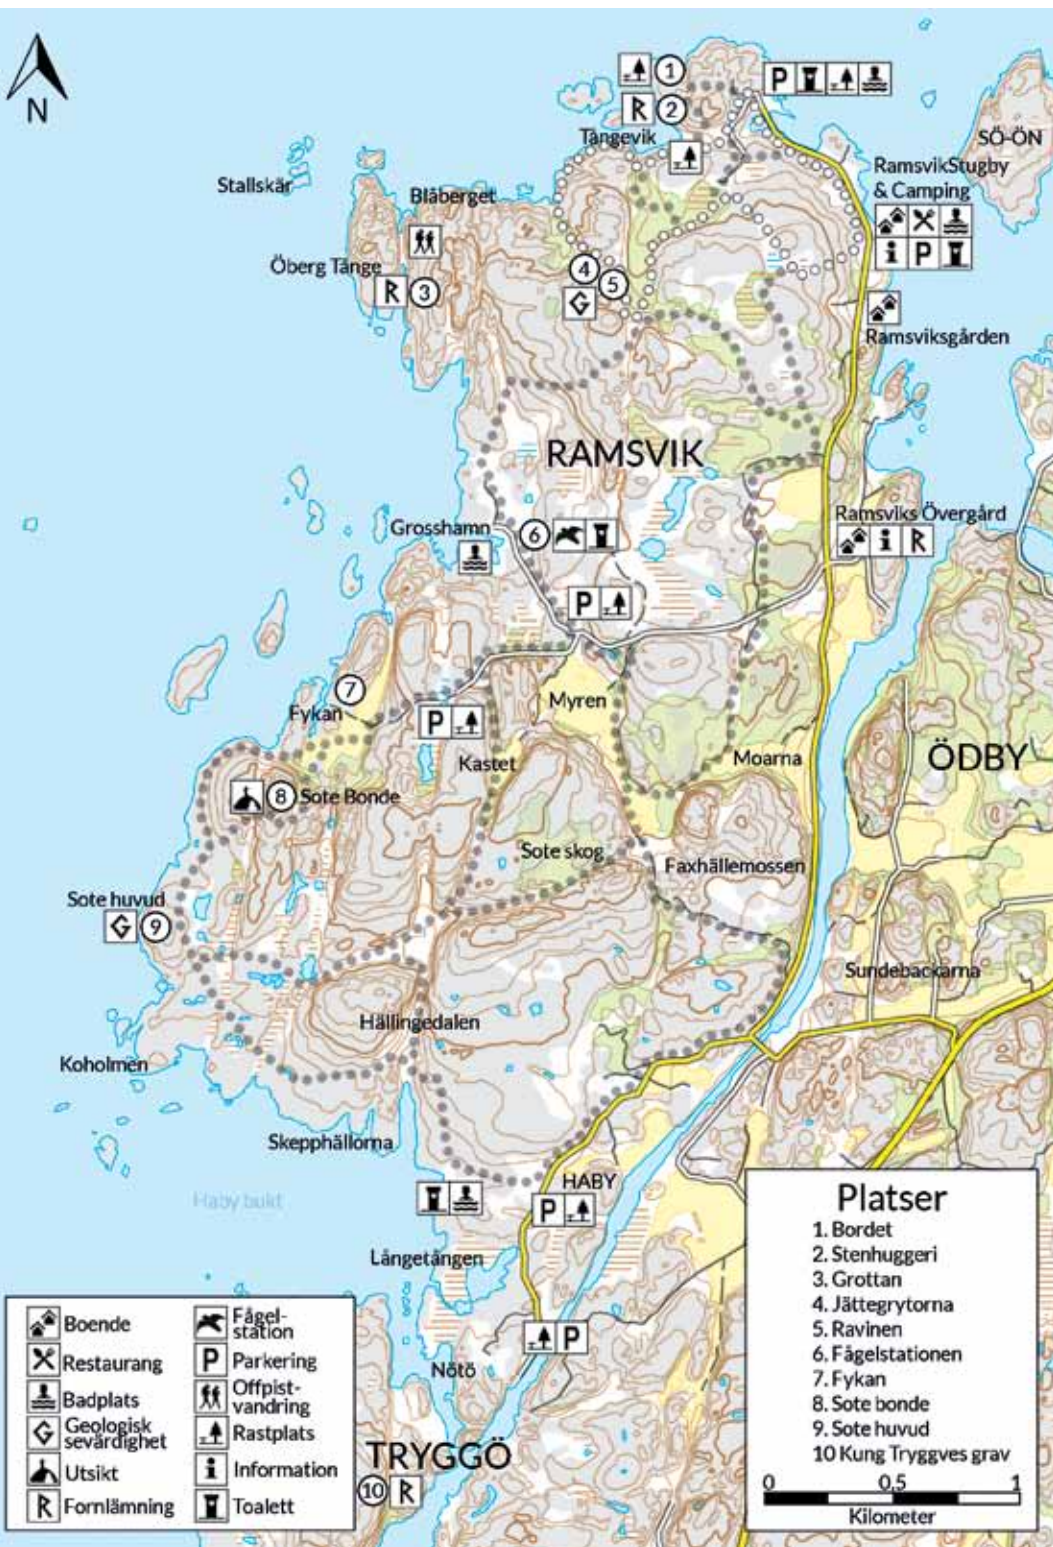 N
1
2
P
R
Tångevik
SÖ-ÖN
Stallskär
Blåberget
RamsvikStugby
& Camping
i P
Öberg Tånge
R 3
4
5
G
Ramsviksgården
RAMSVIK
Grosshamn
6
Ramsviks Övergård
i R
P
7
Fykan
P
Myren
Kastet
Moarna
ÖDBY
8
Sote Bonde
Sote skog
Faxhällemossen
Sote huvud
G 9
Sundebackarna
Hällingedalen
Koholmen
Skepphällorna
HABY
P
Haby bukt
Långetången
P
Nötö
TRYGGÖ
10 R
Platser
1. Bordet
2. Stenhuggeri
3. Grottan
4. Jättegrytorna
5. Ravinen
6. Fågelstationen
7. Fykan
8. Sote bonde
9. Sote huvud
10 Kung Tryggves grav
0 0,5 1
Kilometer
Boende
Restaurang
Badplats
G Geologisk
sevärdighet
Utsikt
R Fornlämning
Fågel-
station
P Parkering
Offpist-
vandring
Rastplats
i Information
Toalett